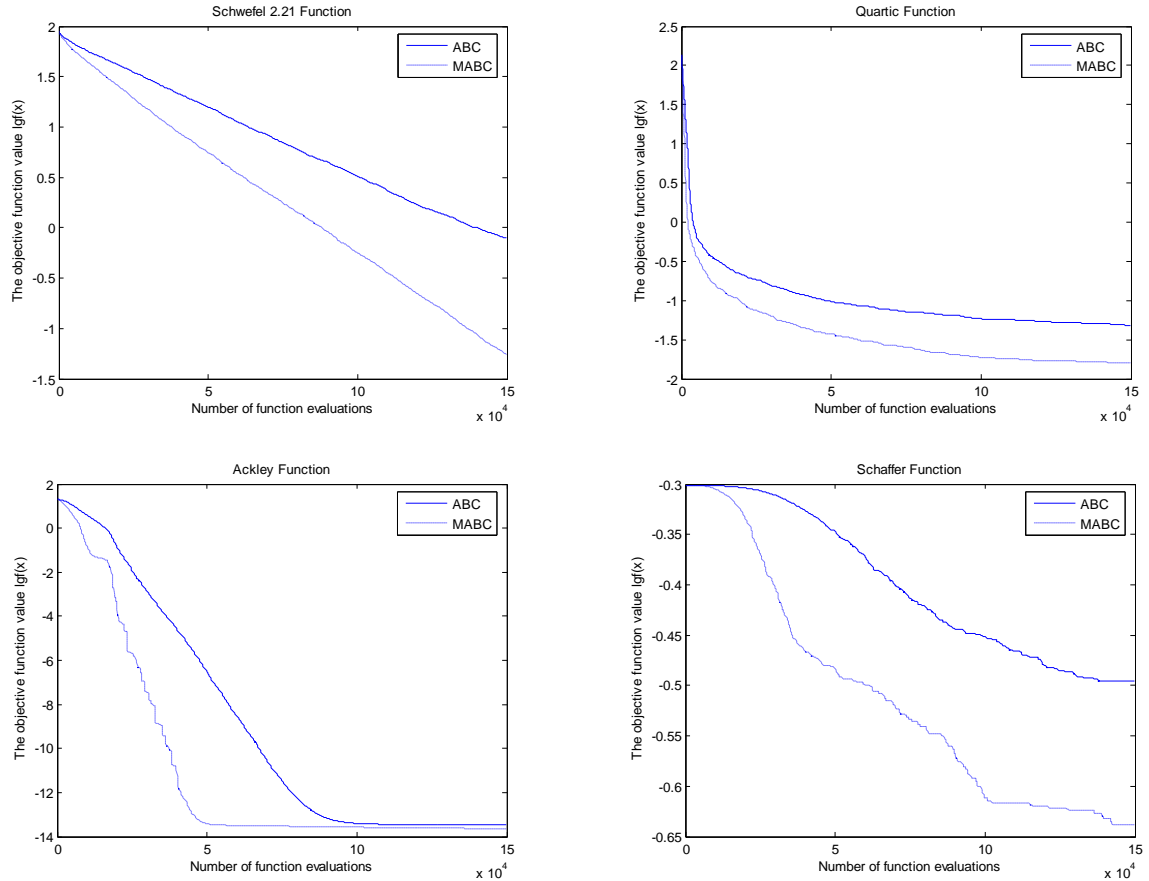 Schwefel 2.21 Function
2
1.5
1
0.5
0
-0.5
-1
-1.5
The objective function value lgf(x)
ABC
MABC
0
5
10
15
Number of function evaluations
x 10^4
Quartic Function
2.5
2
1.5
1
0.5
0
-0.5
-1
-1.5
-2
The objective function value lgf(x)
ABC
MABC
0
5
10
15
Number of function evaluations
x 10^4
Ackley Function
2
0
-2
-4
-6
-8
-10
-12
-14
The objective function value lgf(x)
ABC
MABC
0
5
10
15
Number of function evaluations
x 10^4
Schaffer Function
-0.3
-0.35
-0.4
-0.45
-0.5
-0.55
-0.6
-0.65
The objective function value lgf(x)
ABC
MABC
0
5
10
15
Number of function evaluations
x 10^4